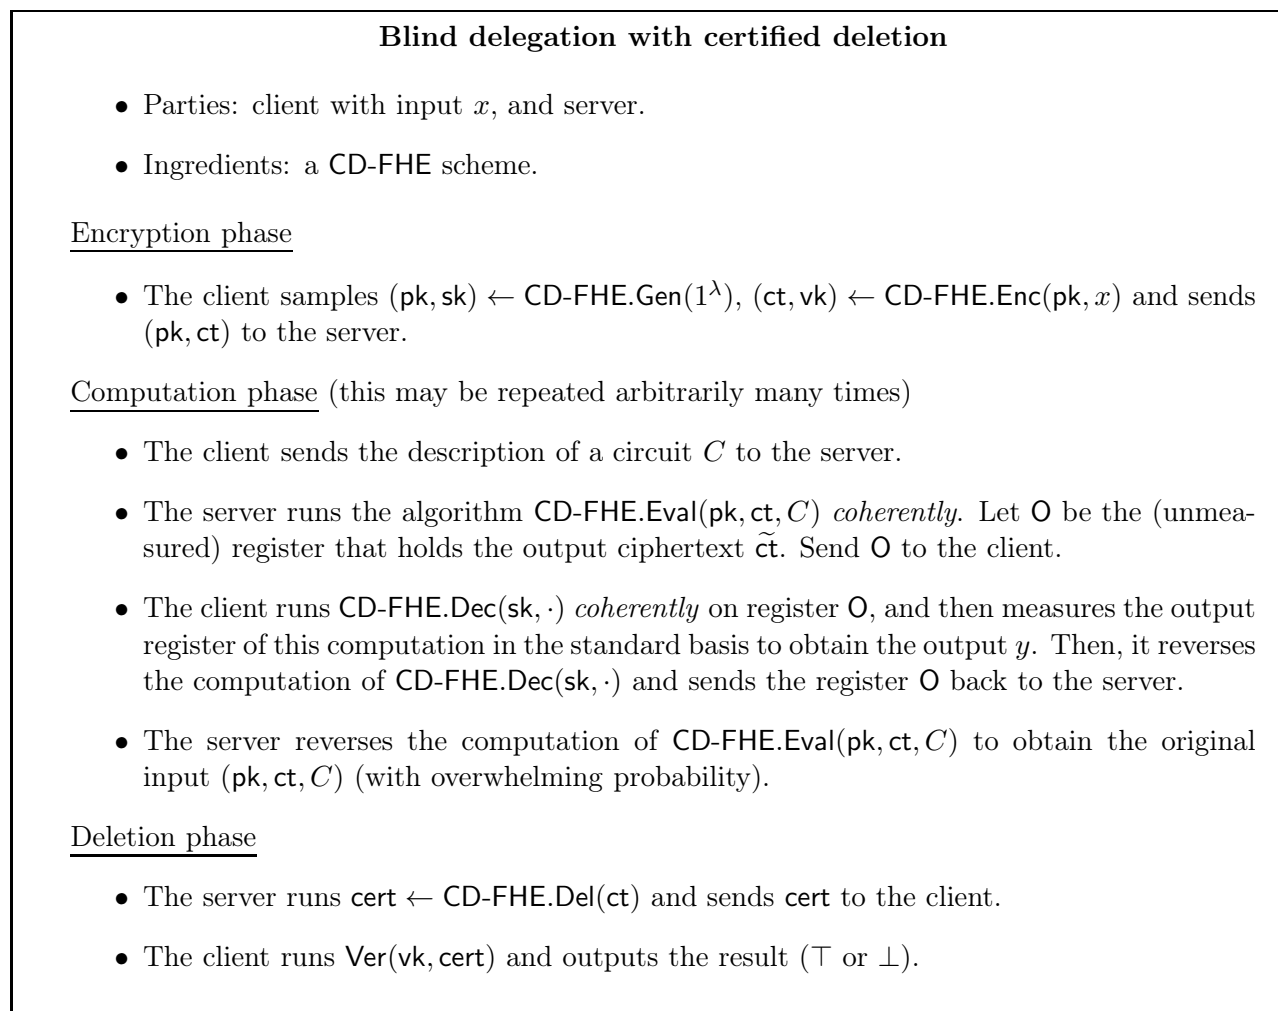 Blind delegation with certified deletion
• Parties: client with input x, and server.
• Ingredients: a CD-FHE scheme.
Encryption phase
• The client samples (pk, sk) ← CD-FHE.Gen(1^λ), (ct, vk) ← CD-FHE.Enc(pk, x) and sends
(pk, ct) to the server.
Computation phase (this may be repeated arbitrarily many times)
• The client sends the description of a circuit C to the server.
• The server runs the algorithm CD-FHE.Eval(pk, ct, C) coherently. Let O be the (unmea-
sured) register that holds the output ciphertext c̃t. Send O to the client.
• The client runs CD-FHE.Dec(sk, ·) coherently on register O, and then measures the output
register of this computation in the standard basis to obtain the output y. Then, it reverses
the computation of CD-FHE.Dec(sk, ·) and sends the register O back to the server.
• The server reverses the computation of CD-FHE.Eval(pk, ct, C) to obtain the original
input (pk, ct, C) (with overwhelming probability).
Deletion phase
• The server runs cert ← CD-FHE.Del(ct) and sends cert to the client.
• The client runs Ver(vk, cert) and outputs the result (⊤ or ⊥).